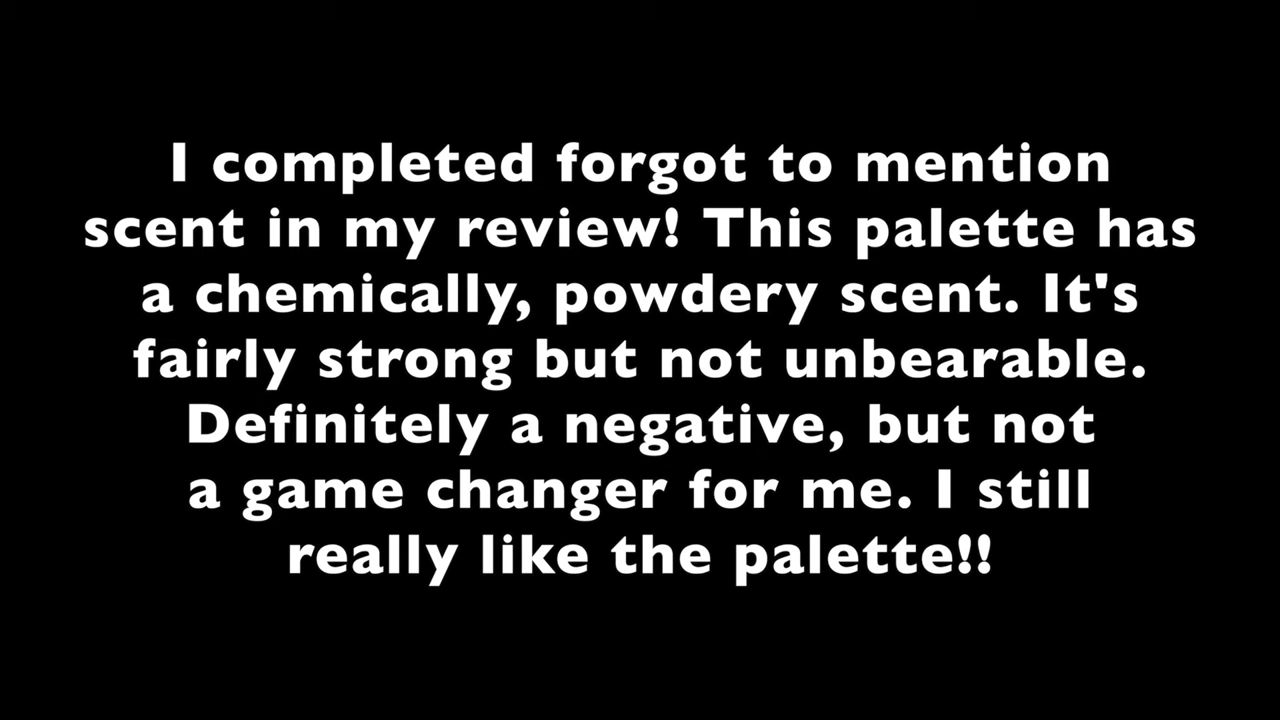 I completed forgot to mention
scent in my review! This palette has
a chemically, powdery scent. It's
fairly strong but not unbearable.
Definitely a negative, but not
a game changer for me. I still
really like the palette!!